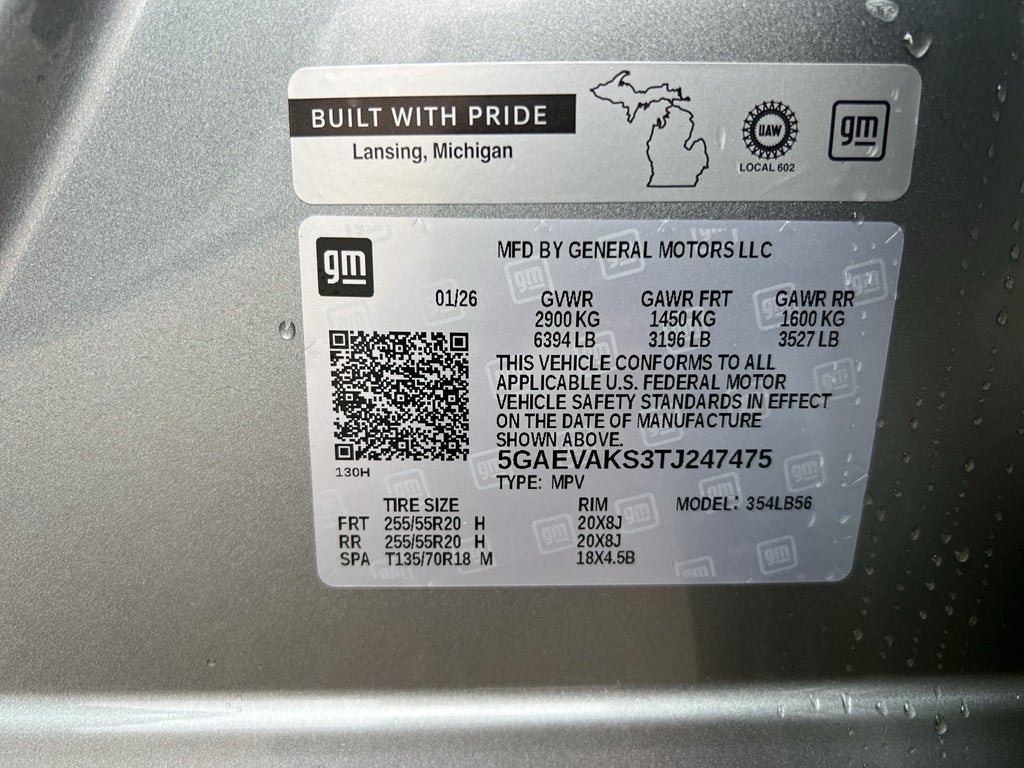 BUILT WITH PRIDE
Lansing, Michigan
UAW
LOCAL 602
gm
gm
MFD BY GENERAL MOTORS LLC
01/26 GVWR GAWR FRT GAWR RR
2900 KG 1450 KG 1600 KG
6394 LB 3196 LB 3527 LB
THIS VEHICLE CONFORMS TO ALL
APPLICABLE U.S. FEDERAL MOTOR
VEHICLE SAFETY STANDARDS IN EFFECT
ON THE DATE OF MANUFACTURE
SHOWN ABOVE.
130H
5GAEVAKS3TJ247475
TYPE: MPV
TIRE SIZE RIM MODEL: 354LB56
FRT 255/55R20 H 20X8J
RR 255/55R20 H 20X8J
SPA T135/70R18 M 18X4.5B